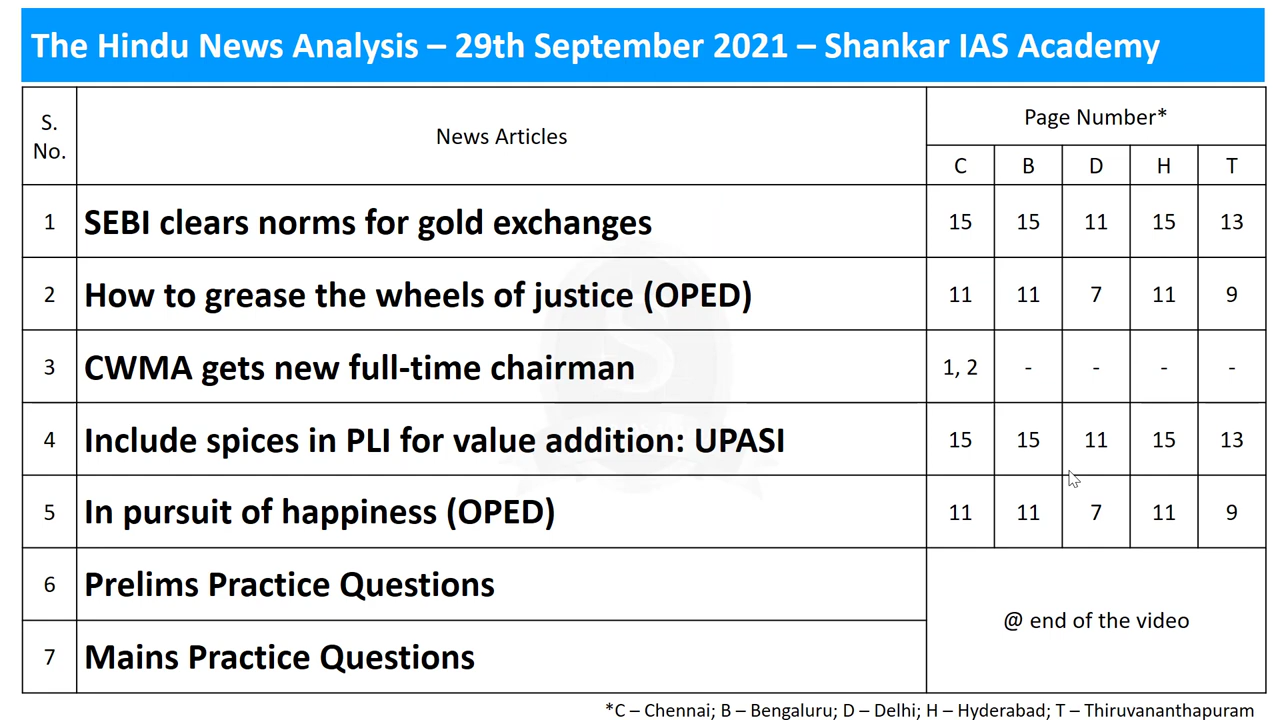 The Hindu News Analysis – 29th September 2021 – Shankar IAS Academy
S. No. News Articles Page Number*
C B D H T
1 SEBI clears norms for gold exchanges 15 15 11 15 13
2 How to grease the wheels of justice (OPED) 11 11 7 11 9
3 CWMA gets new full-time chairman 1, 2 - - - -
4 Include spices in PLI for value addition: UPASI 15 15 11 15 13
5 In pursuit of happiness (OPED) 11 11 7 11 9
6 Prelims Practice Questions
@ end of the video
7 Mains Practice Questions
*C – Chennai; B – Bengaluru; D – Delhi; H – Hyderabad; T – Thiruvananthapuram